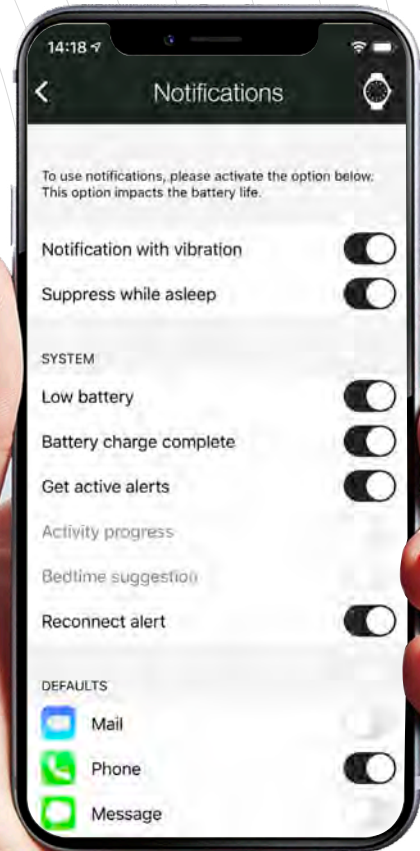 14:18
Notifications
To use notifications, please activate the option below.
This option impacts the battery life.
Notification with vibration
Suppress while asleep
SYSTEM
Low battery
Battery charge complete
Get active alerts
Activity progress
Bedtime suggestion
Reconnect alert
DEFAULTS
Mail
Phone
Message